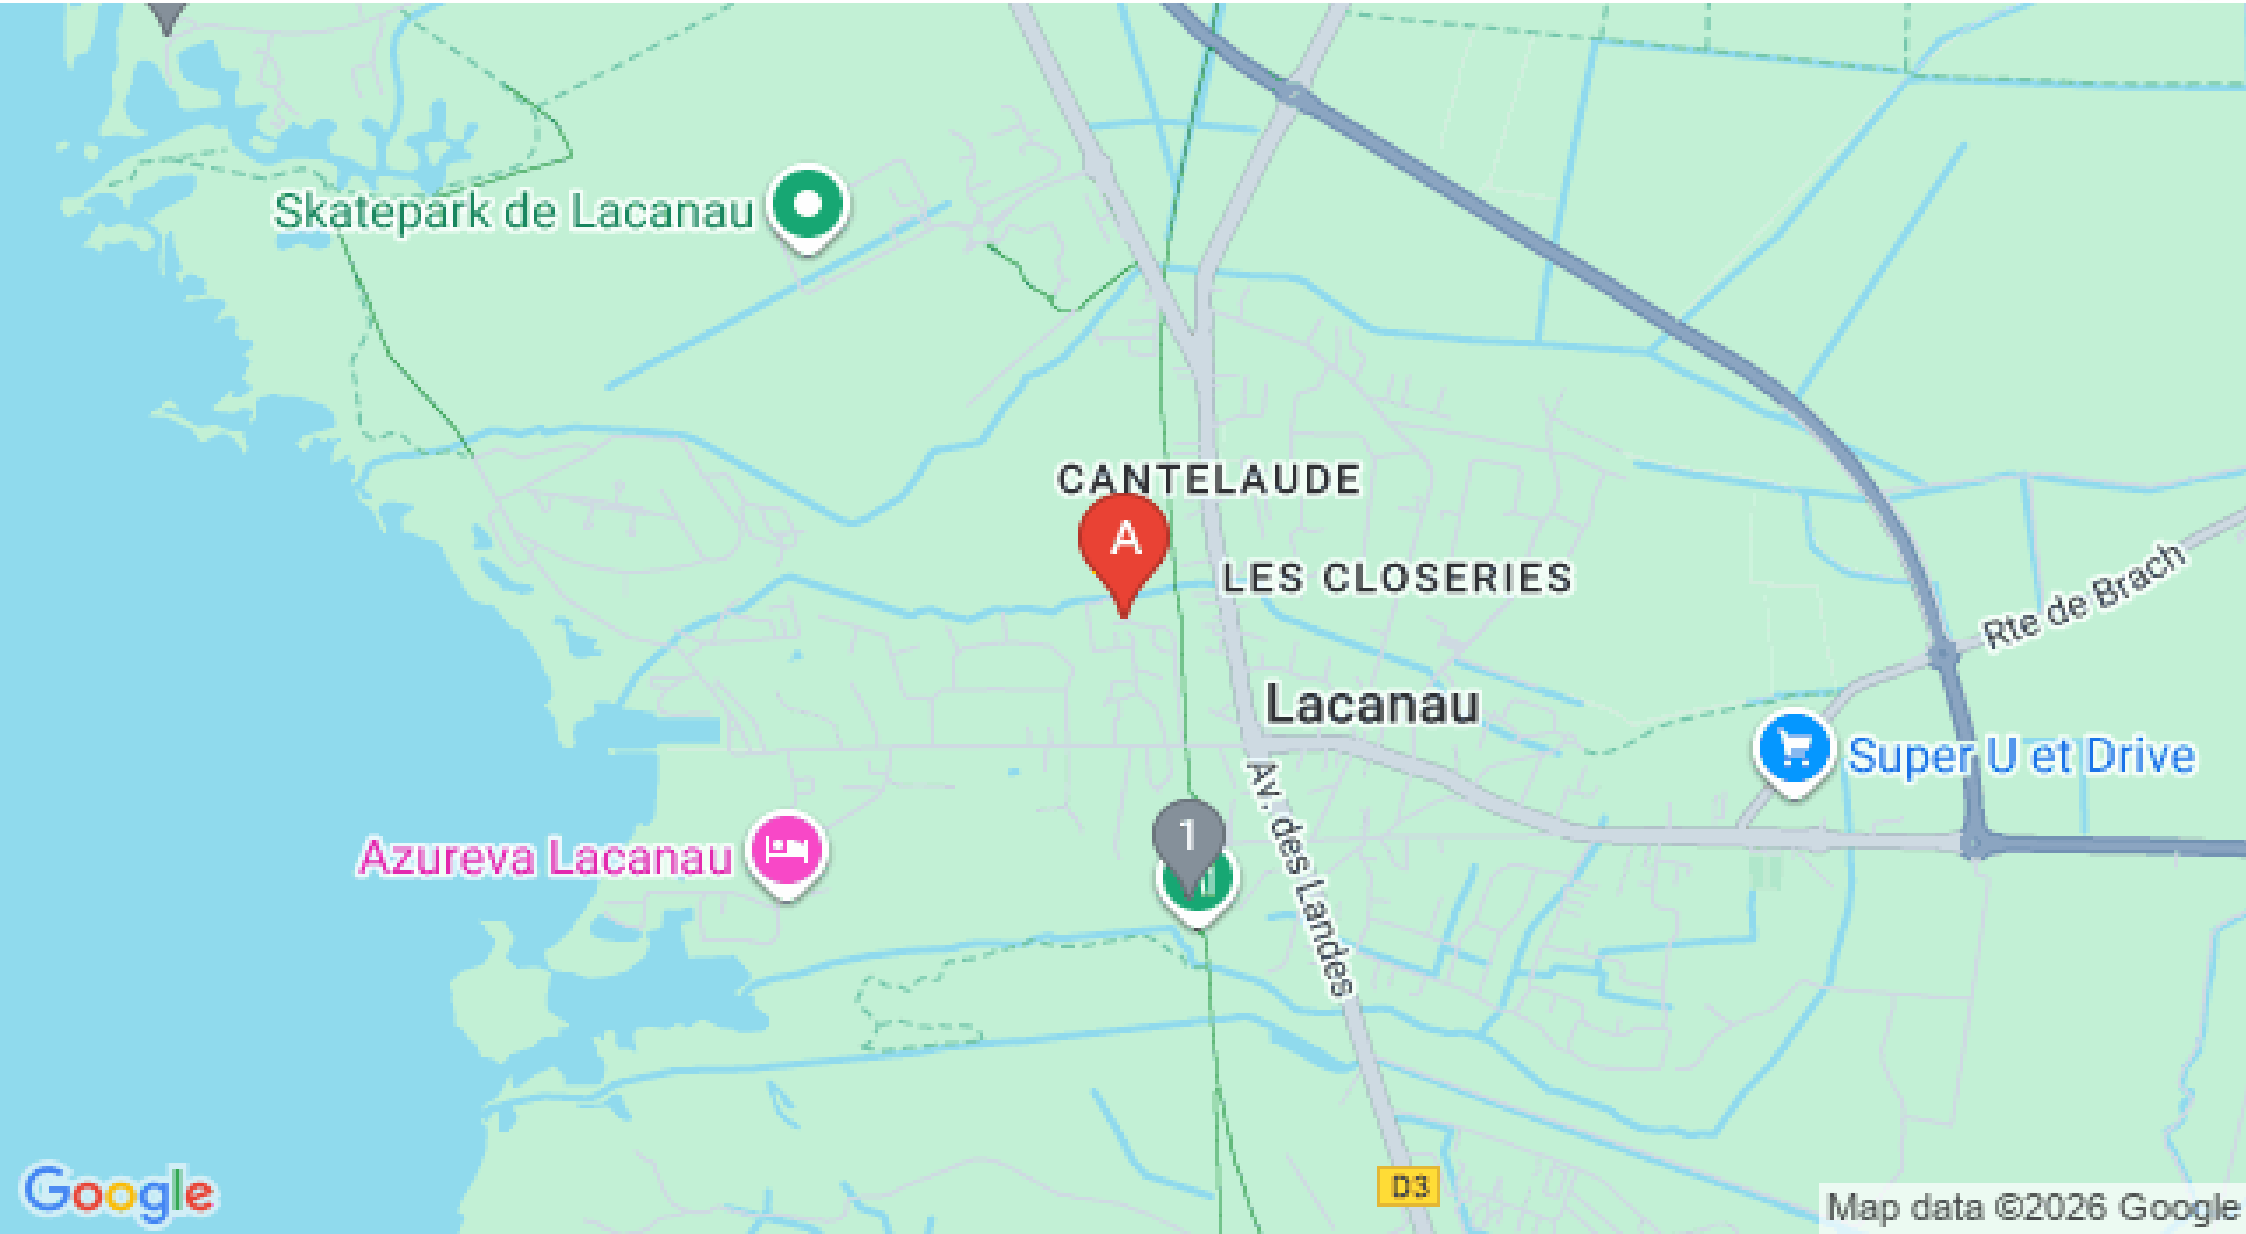 Skatepark de Lacanau
CANTELAUDE
A
LES CLOSERIES
Rte de Brach
Lacanau
Super U et Drive
Av. des Landes
1
Azureva Lacanau
D3
Google
Map data ©2026 Google